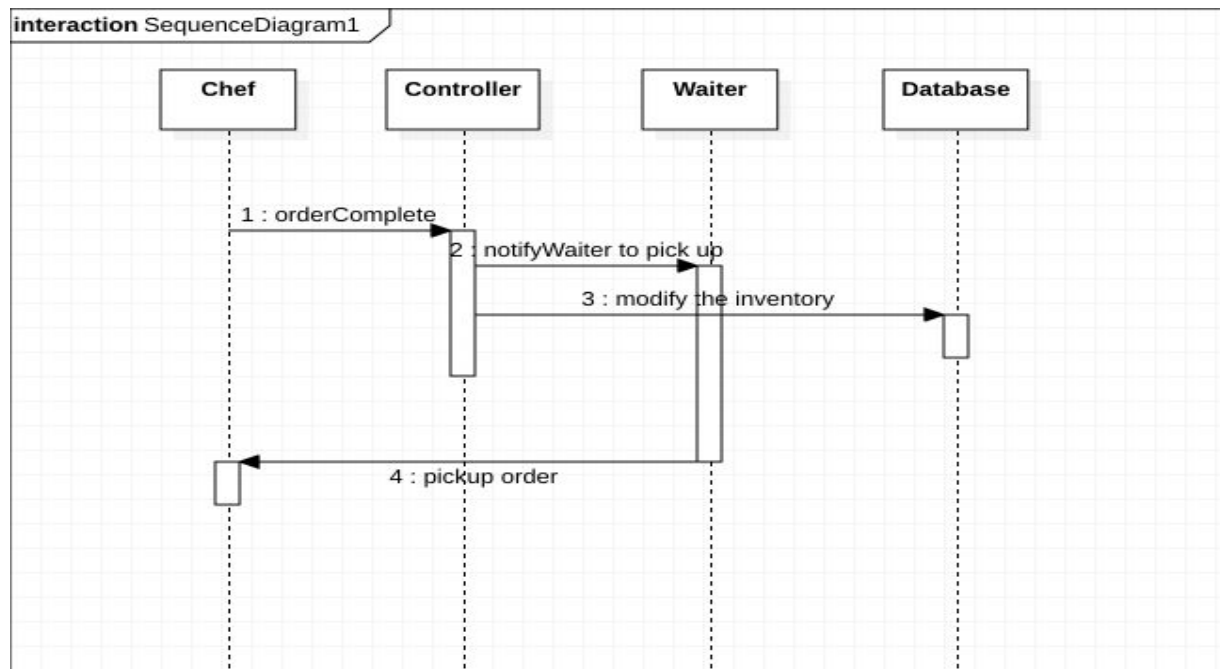 interaction SequenceDiagram1
Chef
Controller
Waiter
Database
1 : orderComplete
2 : notifyWaiter to pick up
3 : modify the inventory
4 : pickup order